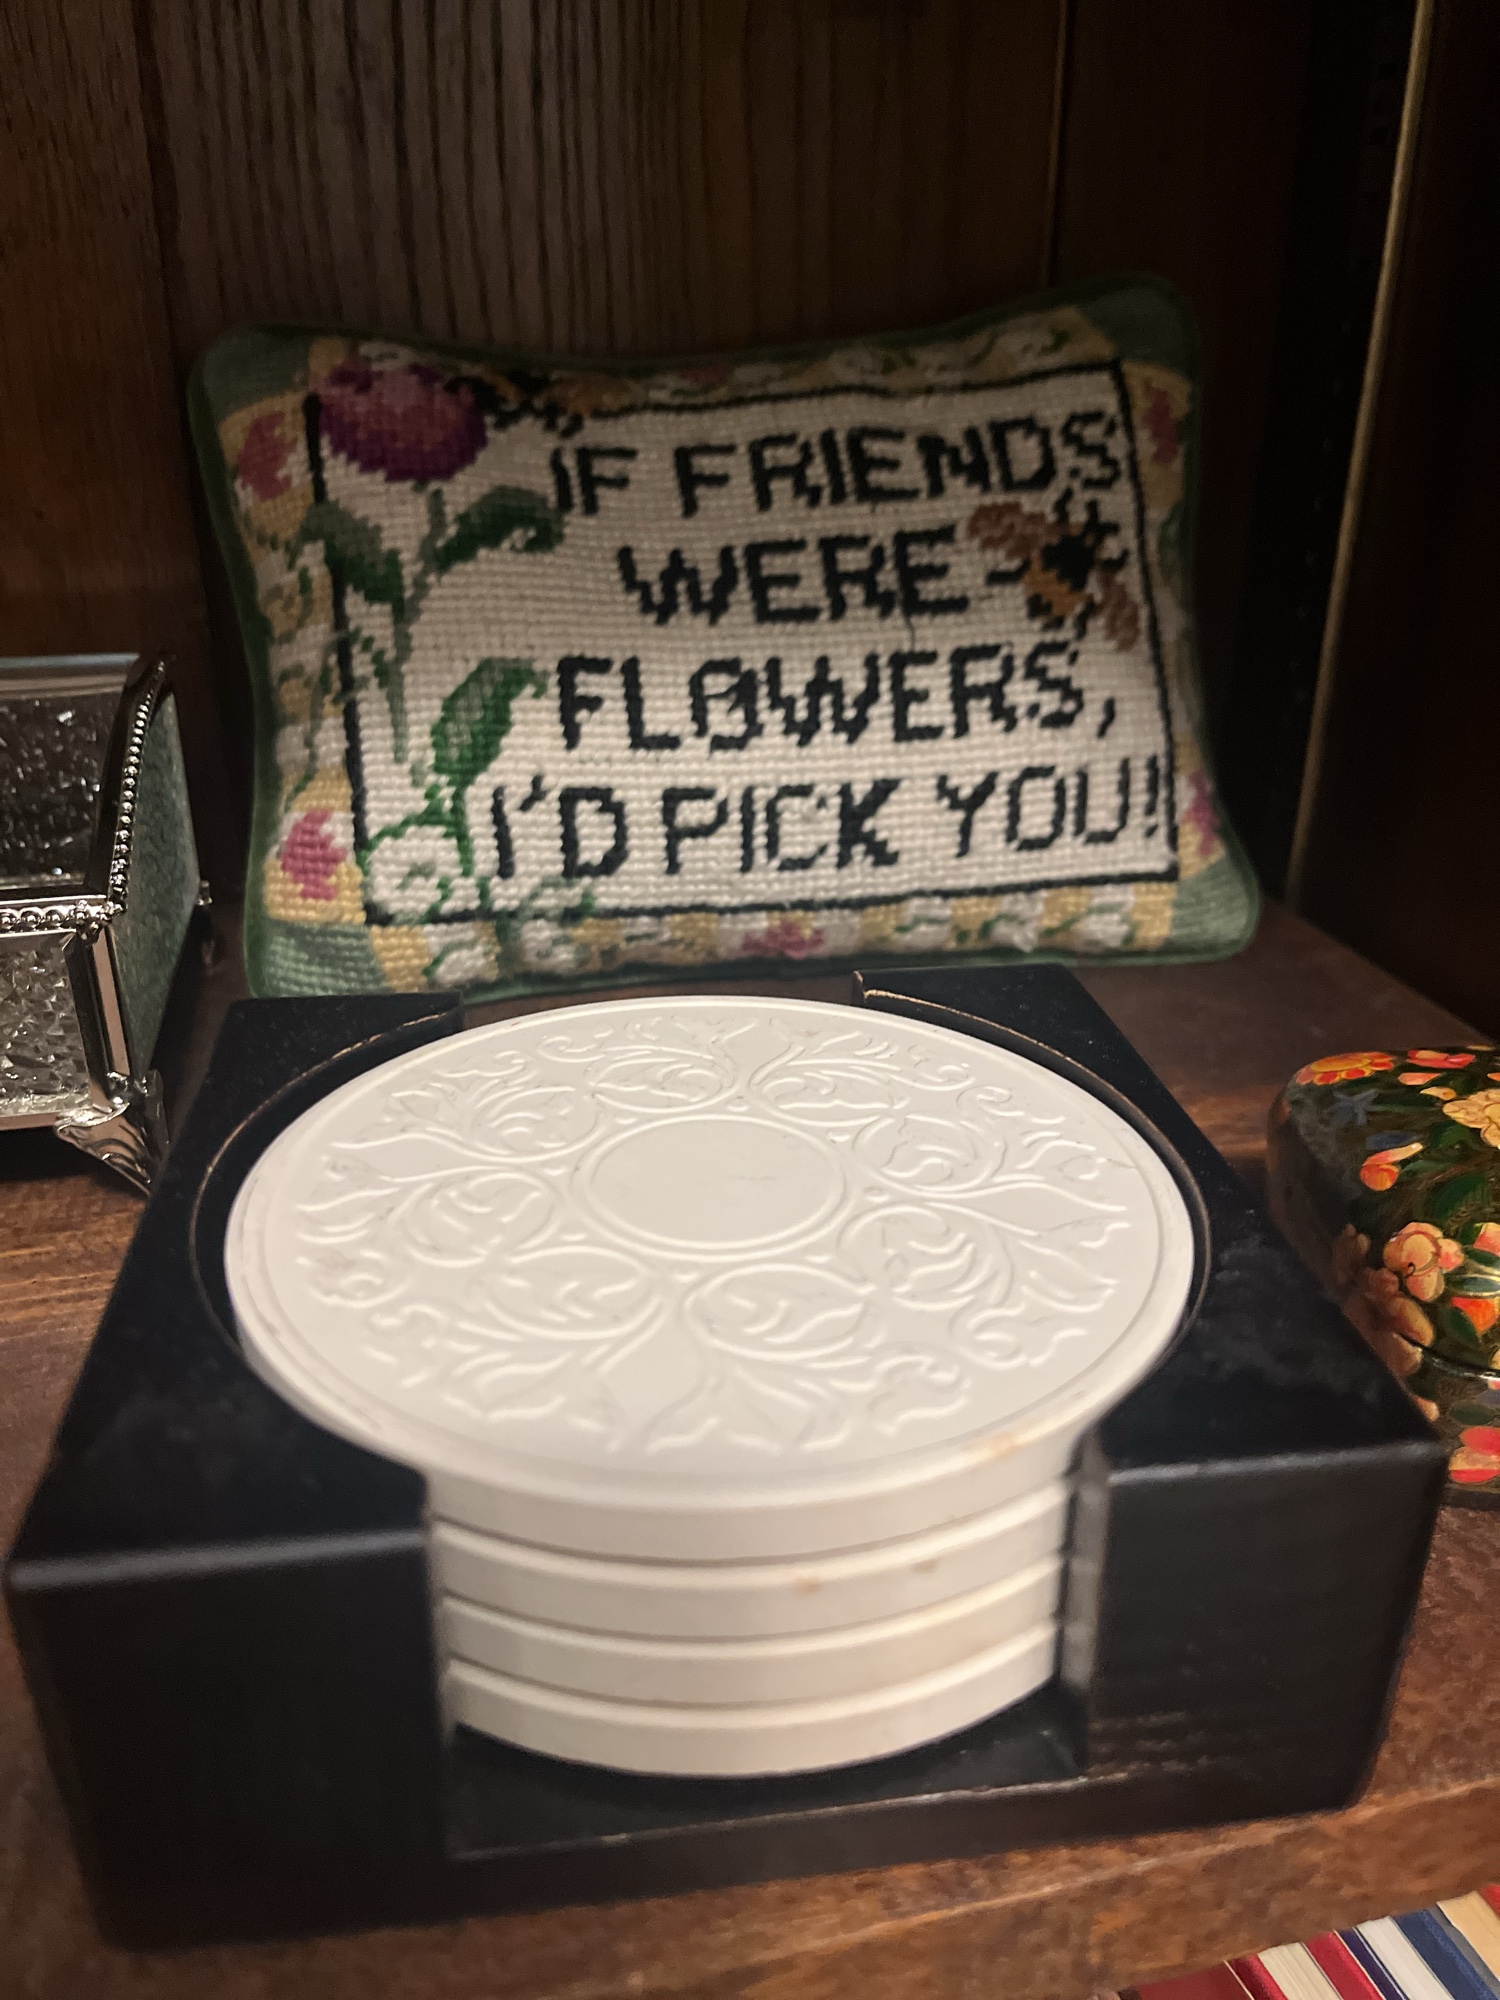 IF FRIENDS
WERE
FLOWERS,
I'D PICK YOU!